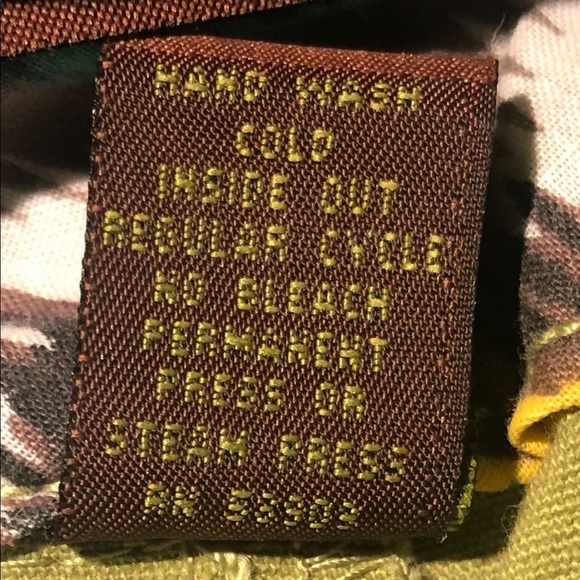 HAND WASH
COLD
INSIDE OUT
REGULAR CYCLE
NO BLEACH
PERMANENT
PRESS OR
STEAM PRESS
RN 53902